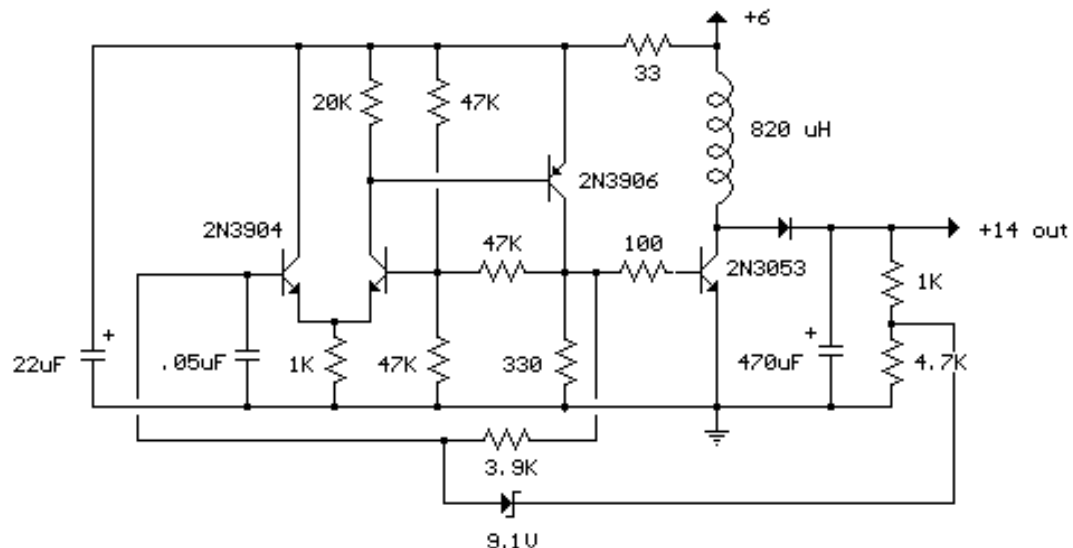 +6
33
20K
47K
820 uH
2N3906
2N3904
47K
100
+14 out
2N3053
1K
+
22uF
.05uF
1K
47K
330
+
470uF
4.7K
3.9K
9.1V